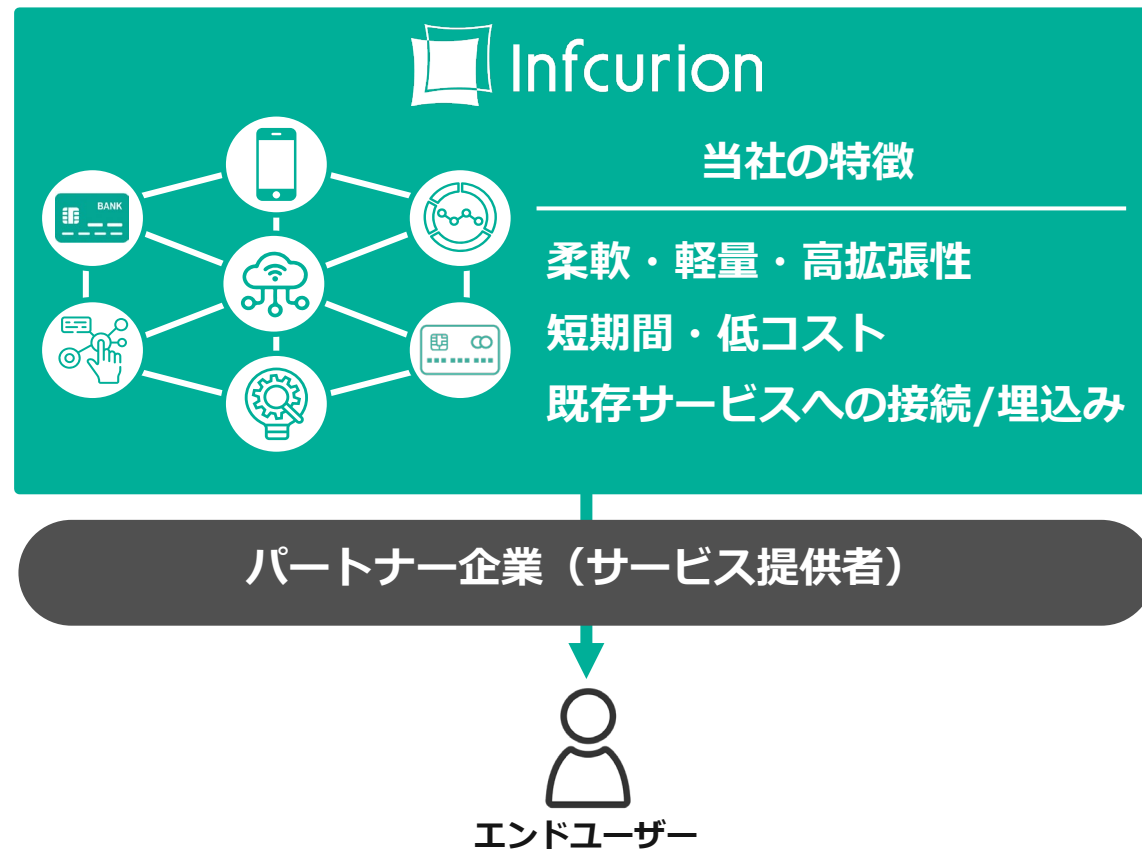 Infcurion
当社の特徴
BANK
柔軟・軽量・高拡張性
短期間・低コスト
既存サービスへの接続/埋込み
パートナー企業（サービス提供者）
エンドユーザー